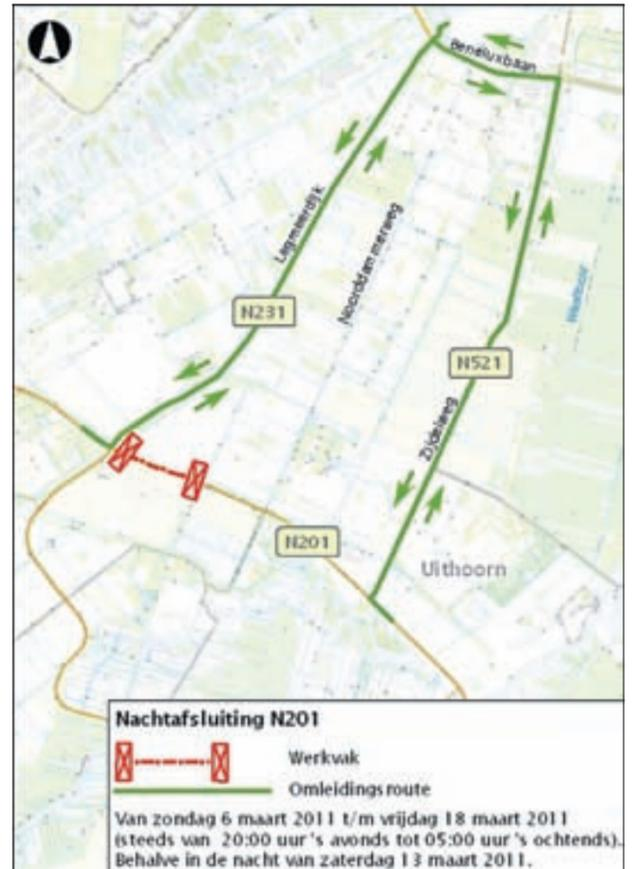 Beneluxbaan
Legmeerdijk
Noorddammerweg
N231
N521
Zijdelweg
N201
Uithoorn
Nachtafsluiting N201
Werkvak
Omleidingsroute
Van zondag 6 maart 2011 t/m vrijdag 18 maart 2011
(steeds van 20:00 uur 's avonds tot 05:00 uur 's ochtends).
Behalve in de nacht van zaterdag 13 maart 2011.